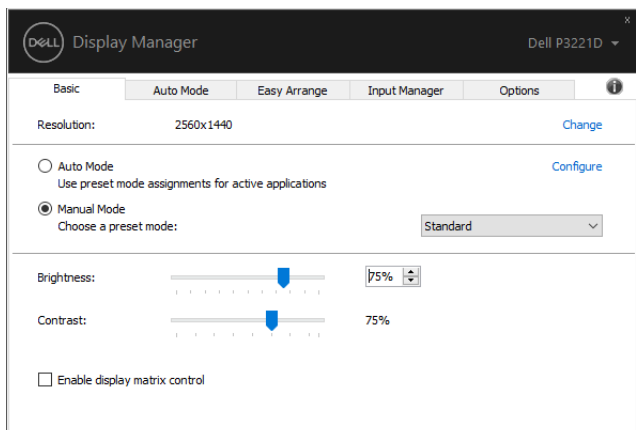 DELL Display Manager
x
Dell P3221D
Basic Auto Mode Easy Arrange Input Manager Options
Resolution: 2560x1440 Change
Auto Mode Configure
Use preset mode assignments for active applications
Manual Mode
Choose a preset mode: Standard
Brightness: 75%
Contrast: 75%
Enable display matrix control